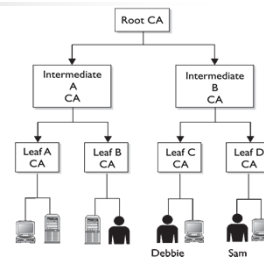 Root CA
Intermediate
A
CA
Intermediate
B
CA
Leaf A
CA
Leaf B
CA
Leaf C
CA
Leaf D
CA
Debbie
Sam